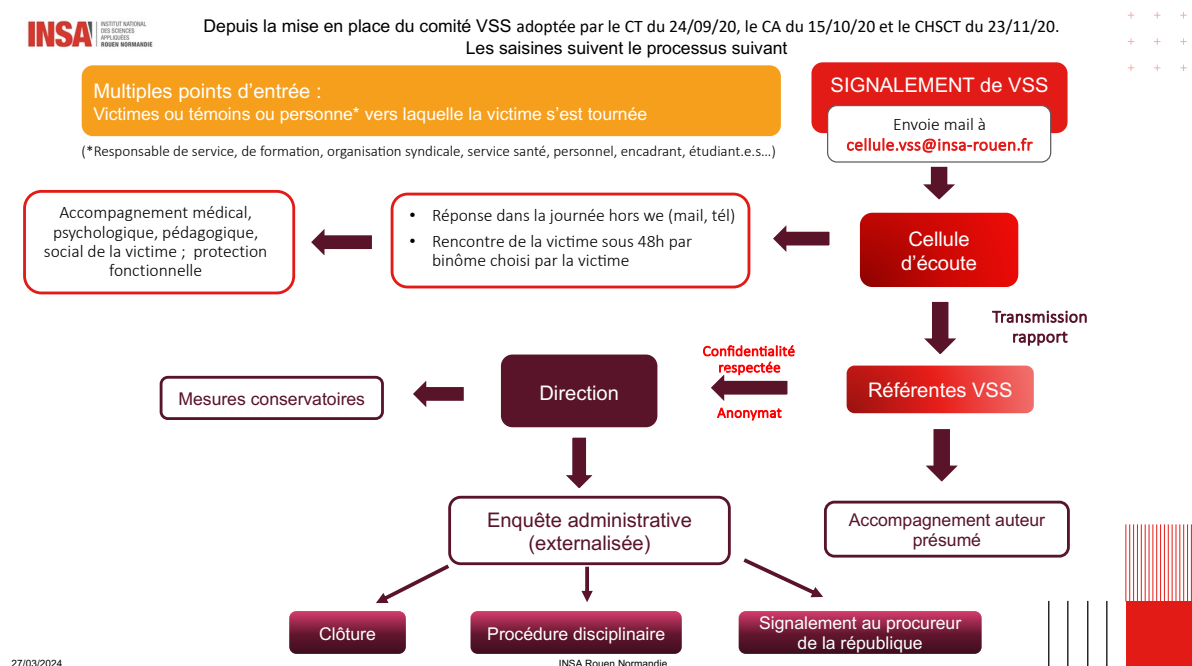 INSA
INSTITUT NATIONAL
DES SCIENCES
APPLIQUÉES
ROUEN NORMANDIE
Depuis la mise en place du comité VSS adoptée par le CT du 24/09/20, le CA du 15/10/20 et le CHSCT du 23/11/20.
Les saisines suivent le processus suivant
Multiples points d'entrée :
Victimes ou témoins ou personne* vers laquelle la victime s'est tournée
(*Responsable de service, de formation, organisation syndicale, service santé, personnel, encadrant, étudiant.e.s…)
SIGNALEMENT de VSS
Envoie mail à
cellule.vss@insa-rouen.fr
Accompagnement médical,
psychologique, pédagogique,
social de la victime ; protection
fonctionnelle
• Réponse dans la journée hors we (mail, tél)
• Rencontre de la victime sous 48h par
binôme choisi par la victime
Cellule
d'écoute
Transmission
rapport
Mesures conservatoires
Direction
Confidentialité
respectée
Anonymat
Référentes VSS
Enquête administrative
(externalisée)
Accompagnement auteur
présumé
Clôture
Procédure disciplinaire
Signalement au procureur
de la république
27/03/2024
INSA Rouen Normandie